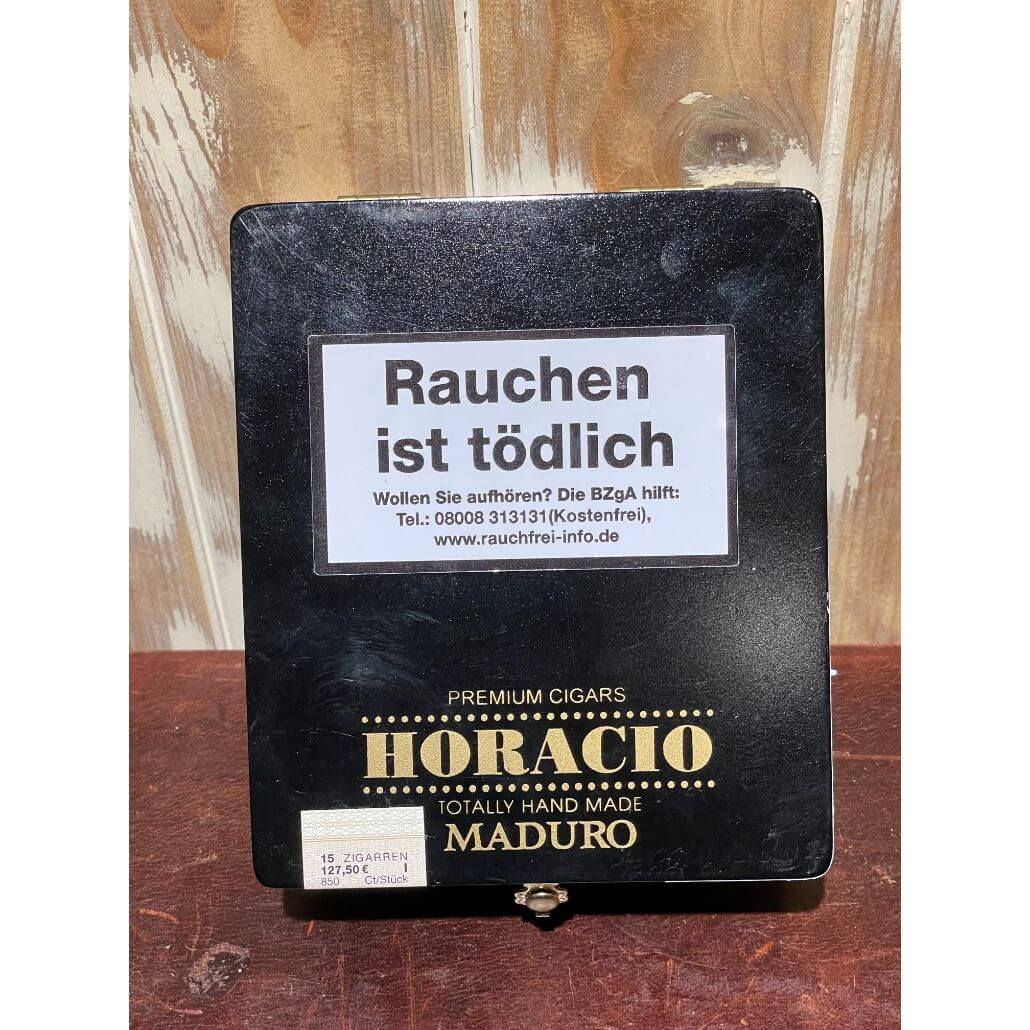 Rauchen
ist tödlich
Wollen Sie aufhören? Die BZgA hilft:
Tel.: 08008 313131(Kostenfrei),
www.rauchfrei-info.de
PREMIUM CIGARS
HORACIO
TOTALLY HAND MADE
MADURO
15 ZIGARREN
127,50 € I
850 Ct/Stück